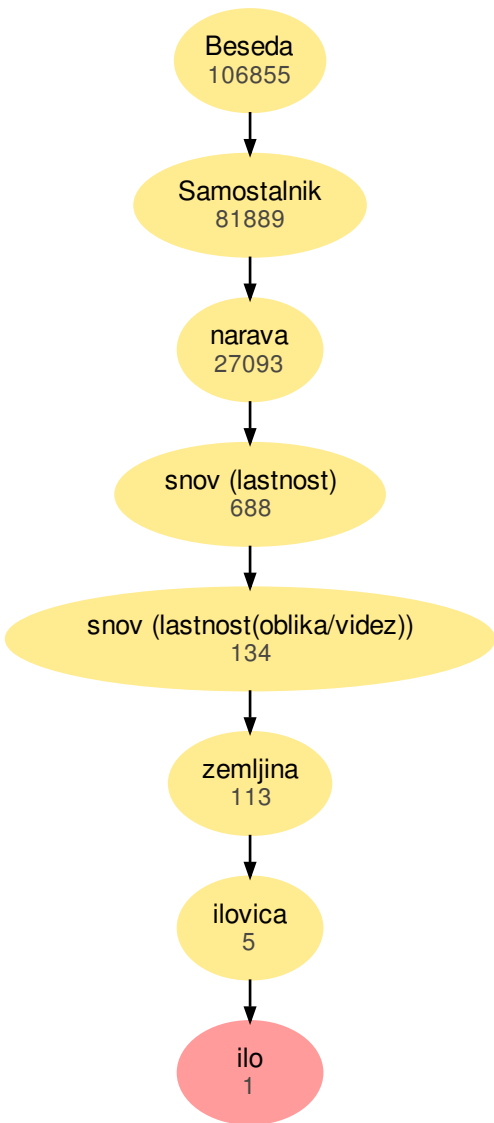 Beseda
106855
Samostalnik
81889
narava
27093
snov (lastnost)
688
snov (lastnost(oblika/videz))
134
zemljina
113
ilovica
5
ilo
1